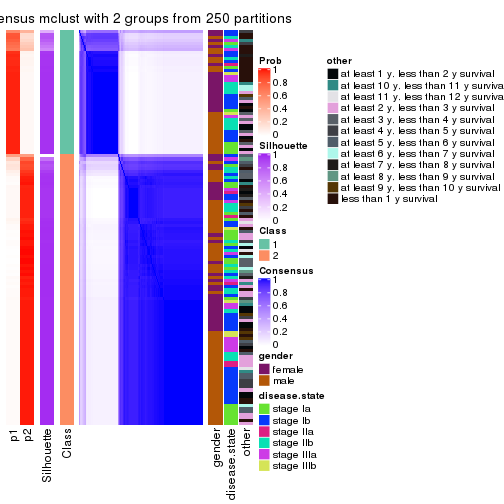 ensus mclust with 2 groups from 250 partitions
Prob
1
0.8
0.6
0.4
0.2
0
Silhouette
1
0.8
0.6
0.4
0.2
0
Class
1
2
Consensus
1
0.8
0.6
0.4
0.2
0
gender
female
male
disease.state
stage Ia
stage Ib
stage IIa
stage IIb
stage IIIa
stage IIIb
other
at least 1 y. less than 2 y survival
at least 10 y. less than 11 y surviva
at least 11 y. less than 12 y surviva
at least 2 y. less than 3 y survival
at least 3 y. less than 4 y survival
at least 4 y. less than 5 y survival
at least 5 y. less than 6 y survival
at least 6 y. less than 7 y survival
at least 7 y. less than 8 y survival
at least 8 y. less than 9 y survival
at least 9 y. less than 10 y survival
less than 1 y survival
p1
p2
Silhouette
Class
gender
disease.state
other